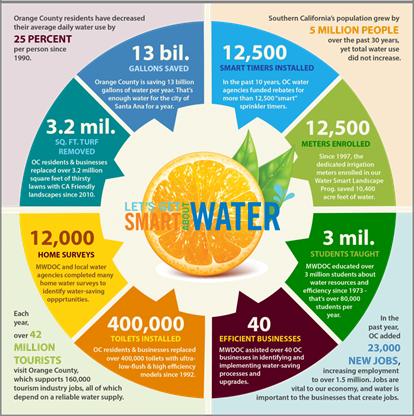 Orange County residents have decreased
their average daily water use by
25 PERCENT
per person since
1990.
Southern California's population grew by
5 MILLION PEOPLE
over the past 30 years,
yet total water use
did not increase.
13 bil.
GALLONS SAVED
Orange County is saving 13 billion
gallons of water per year. That's
enough water for the city of
Santa Ana for a year.
12,500
SMART TIMERS INSTALLED
In the past 10 years, OC water
agencies funded rebates for
more than 12,500 "smart"
sprinkler timers.
3.2 mil.
SQ. FT. TURF
REMOVED
OC residents & businesses
replaced over 3.2 million
square feet of thirsty
lawns with CA Friendly
landscapes since 2010.
12,500
METERS ENROLLED
Since 1997, the
dedicated irrigation
meters enrolled in our
Water Smart Landscape
Prog. saved 10,400
acre feet of water.
LET'S GET
SMART
ABOUT
WATER
12,000
HOME SURVEYS
MWDOC and local water
agencies completed many
home water surveys to
identify water-saving
opportunities.
3 mil.
STUDENTS TAUGHT
MWDOC educated over
3 million students about
water resources and
efficiency since 1973 -
that's over 80,000
students per
year.
400,000
TOILETS INSTALLED
OC residents & businesses replaced
over 400,000 toilets with ultra-
low-flush & high efficiency
models since 1992.
40
EFFICIENT BUSINESSES
MWDOC assisted over 40 OC
businesses in identifying and
implementing water-saving
processes and
upgrades.
Each
year,
over 42
MILLION
TOURISTS
visit Orange County,
which supports 160,000
tourism industry jobs, all of which
depend on a reliable water supply.
In the
past
year, OC added
23,000
NEW JOBS,
increasing employment
to over 1.5 million. Jobs are
vital to our economy, and water is
important to the businesses that create jobs.